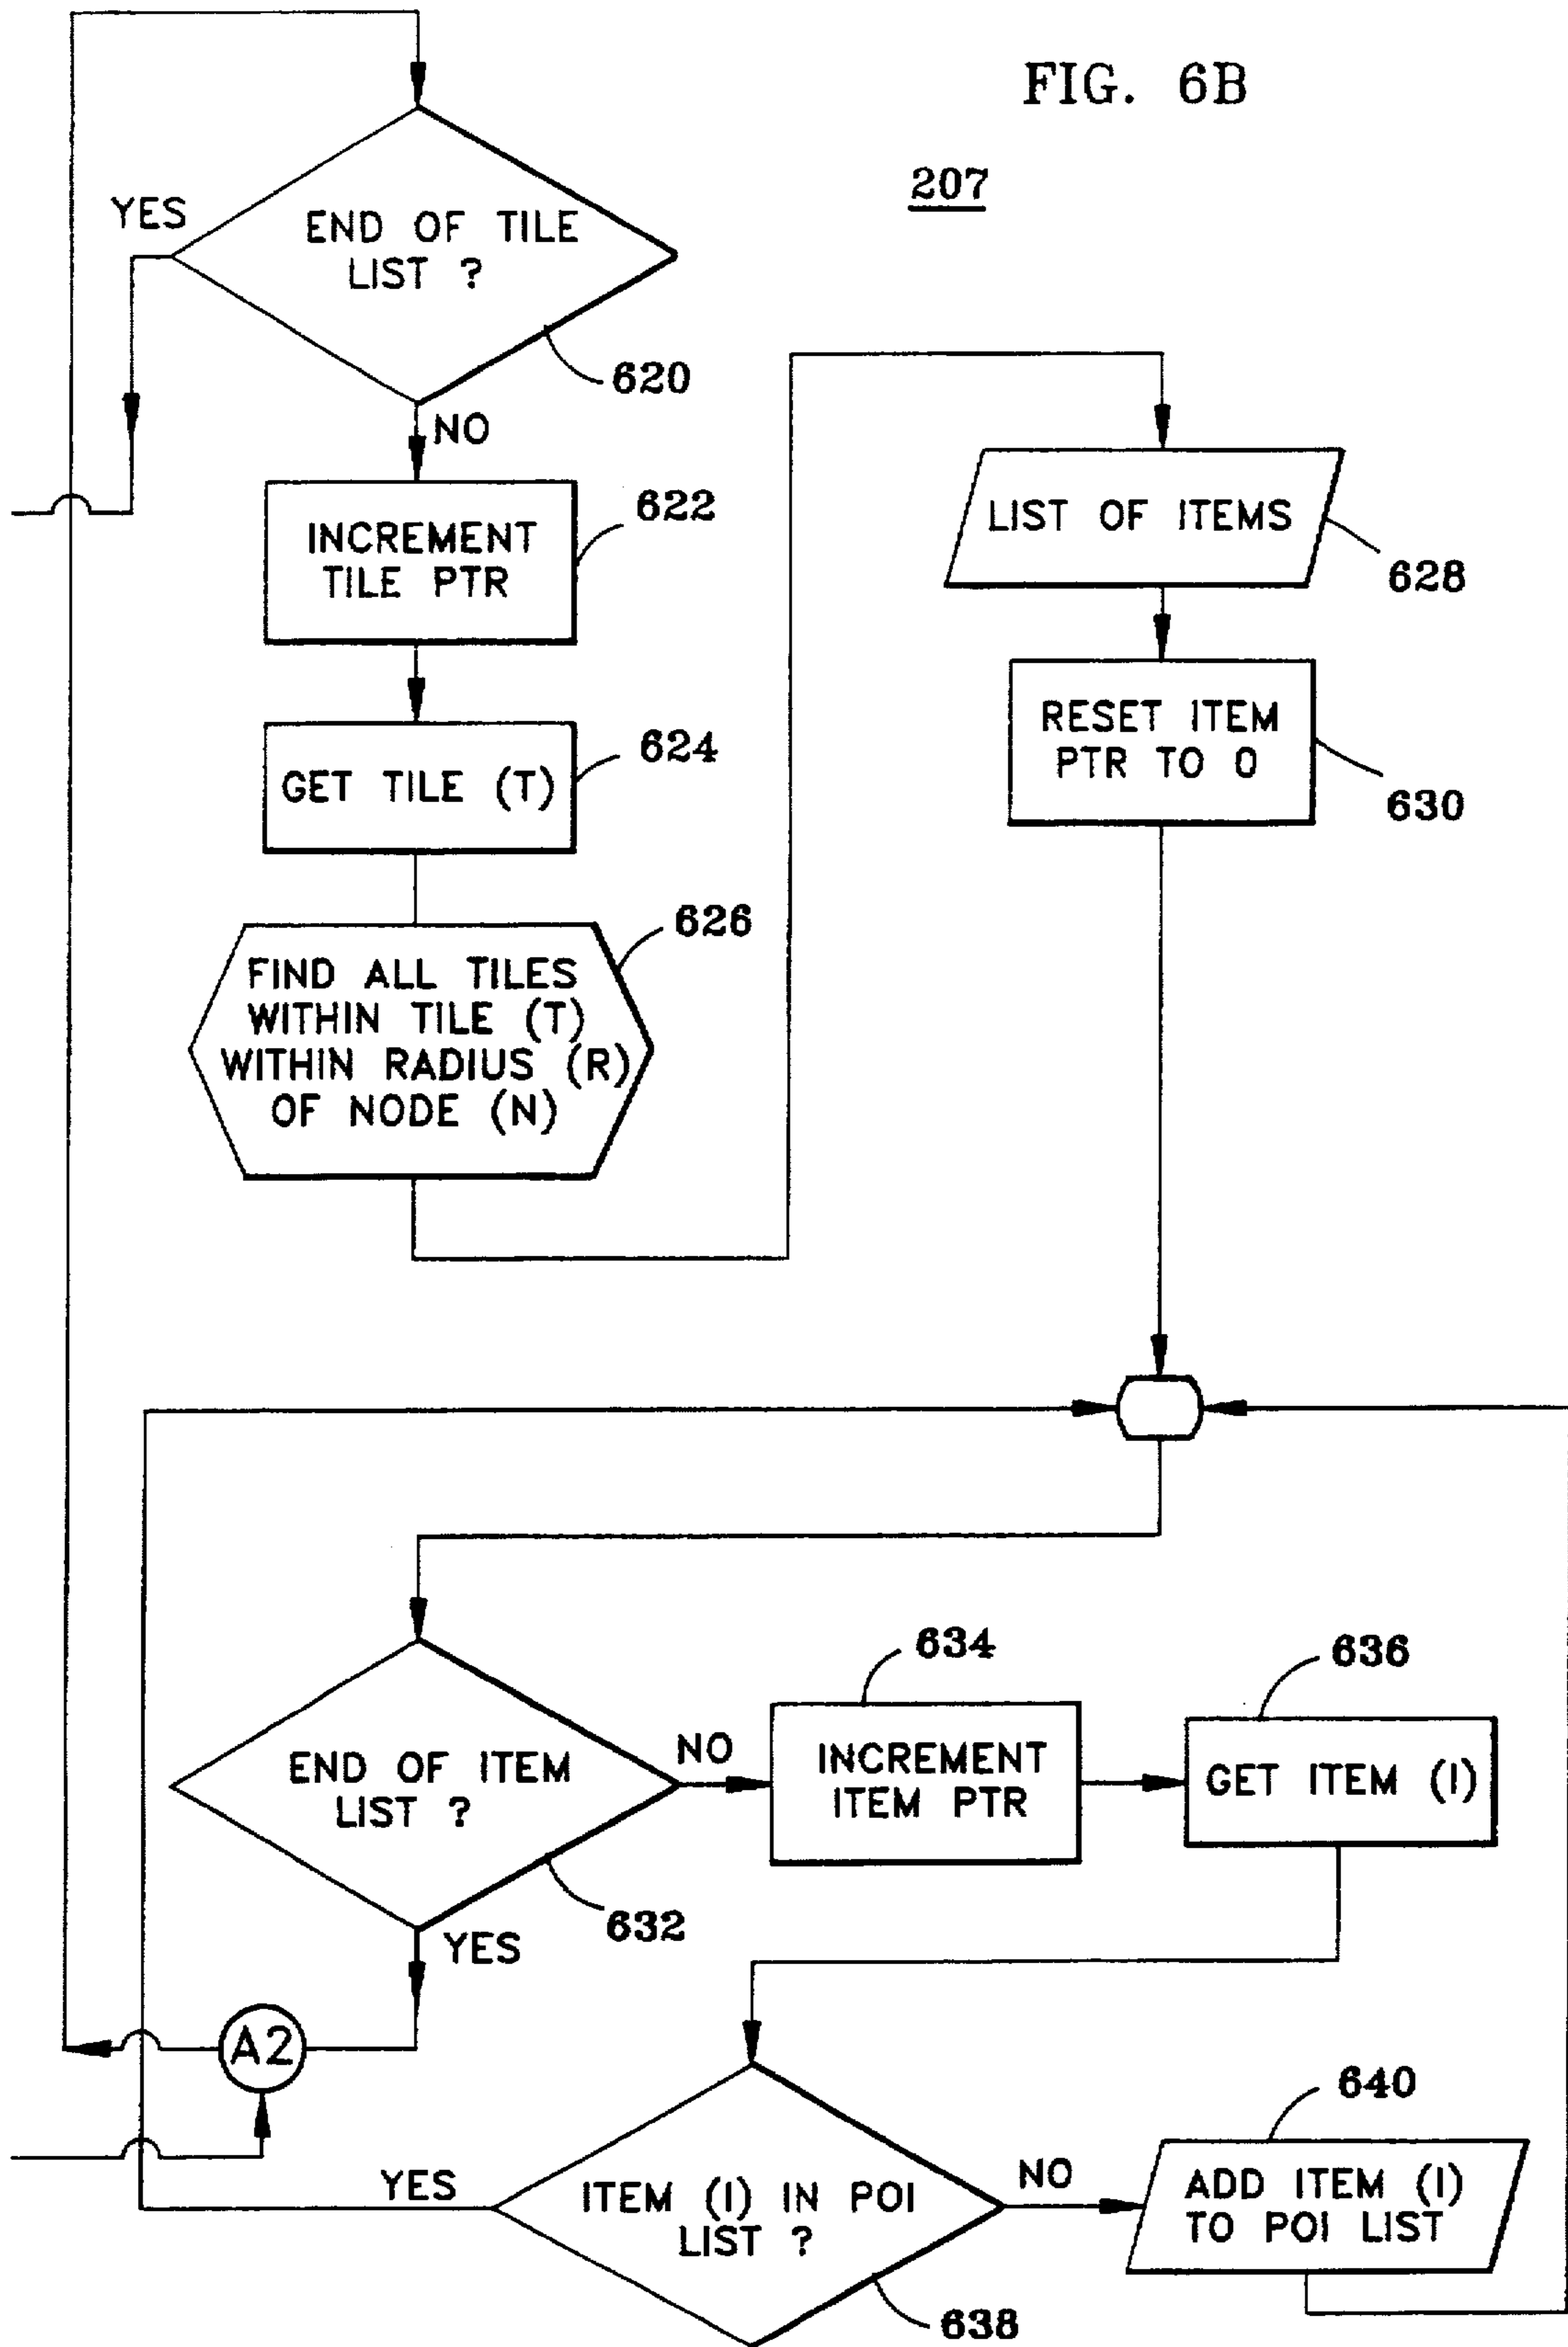 FIG. 6B
207
YES
END OF TILE
LIST ?
620
NO
INCREMENT
TILE PTR
622
GET TILE (T)
624
FIND ALL TILES
WITHIN TILE (T)
WITHIN RADIUS (R)
OF NODE (N)
626
LIST OF ITEMS
628
RESET ITEM
PTR TO 0
630
END OF ITEM
LIST ?
632
NO
YES
INCREMENT
ITEM PTR
634
GET ITEM (I)
636
A2
ITEM (I) IN POI
LIST ?
638
YES
NO
ADD ITEM (I)
TO POI LIST
640